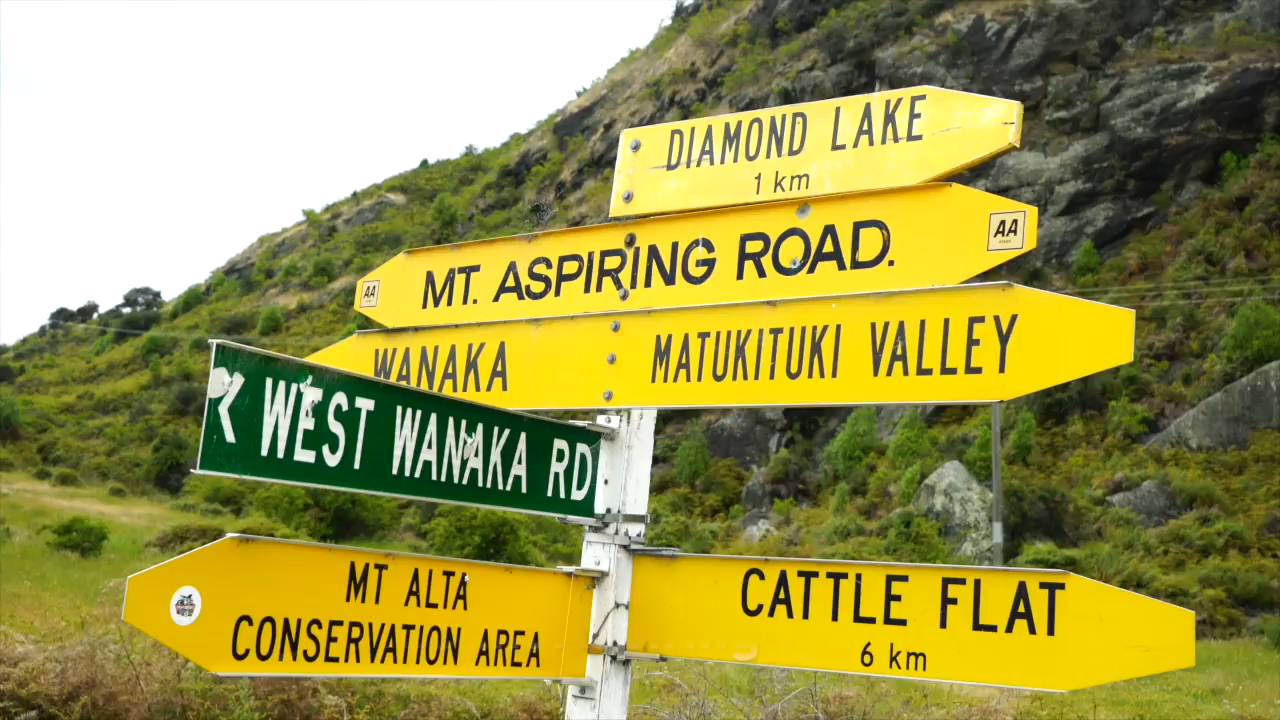 DIAMOND LAKE
1 km
AA
MT. ASPIRING ROAD.
AA
WANAKA MATUKITUKI VALLEY
< WEST WANAKA RD
MT ALTA
CONSERVATION AREA
CATTLE FLAT
6 km